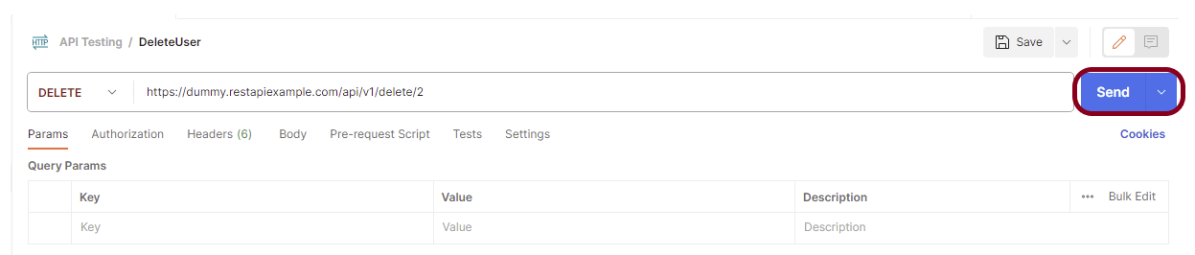 HTTP API Testing / DeleteUser Save
DELETE https://dummy.restapiexample.com/api/v1/delete/2 Send
Params Authorization Headers (6) Body Pre-request Script Tests Settings Cookies
Query Params
Key Value Description ••• Bulk Edit
Key Value Description